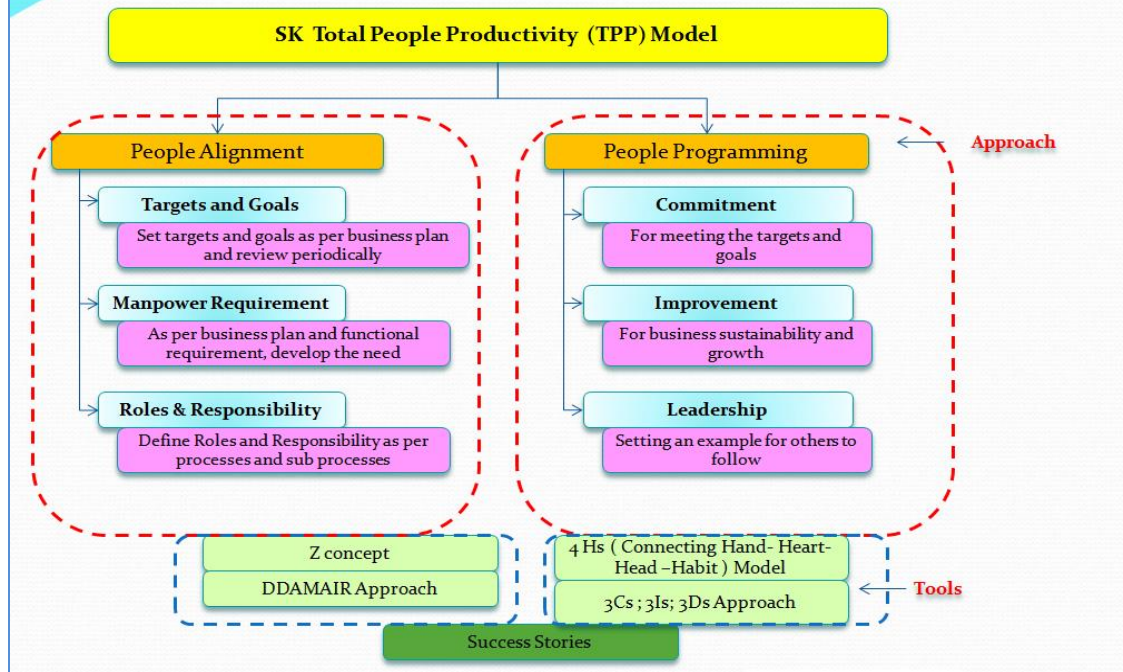 SK Total People Productivity (TPP) Model
People Alignment
Targets and Goals
Set targets and goals as per business plan
and review periodically
Manpower Requirement
As per business plan and functional
requirement, develop the need
Roles & Responsibility
Define Roles and Responsibility as per
processes and sub processes
People Programming
Approach
Commitment
For meeting the targets and
goals
Improvement
For business sustainability and
growth
Leadership
Setting an example for others to
follow
Z concept
DDAMAIR Approach
4 Hs ( Connecting Hand- Heart-
Head –Habit ) Model
3Cs ; 3Is; 3Ds Approach
Tools
Success Stories